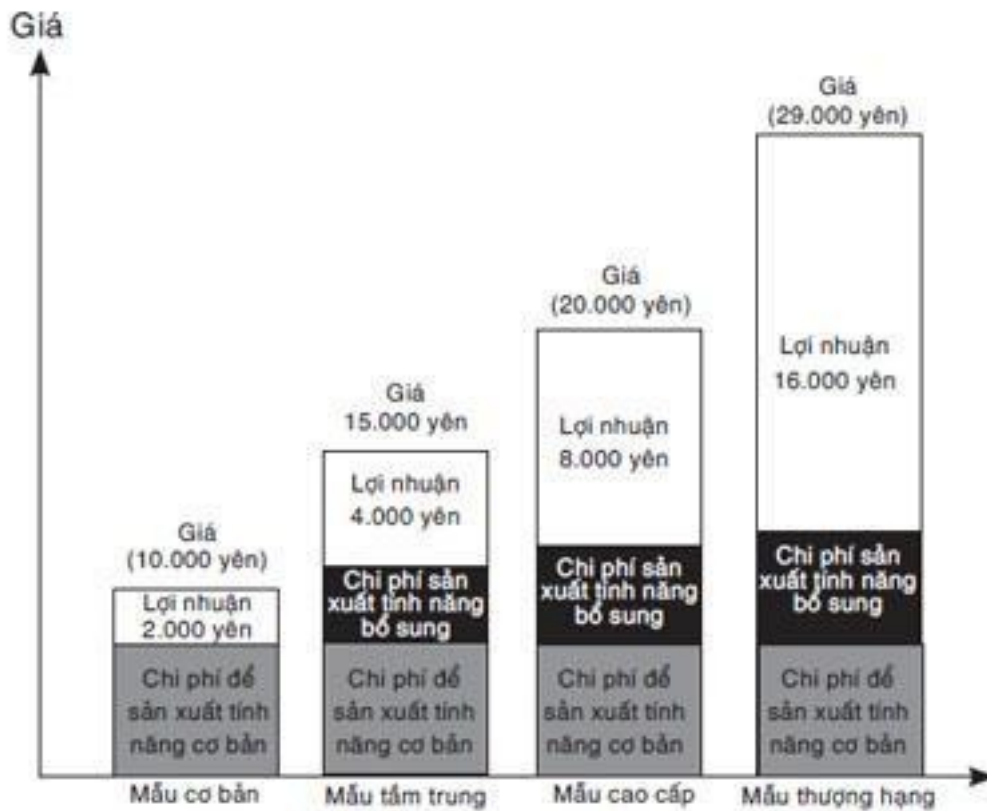 Giá
Giá
(29.000 yên)
Lợi nhuận
16.000 yên
Chi phí sản
xuất tính năng
bổ sung
Chi phí để
sản xuất tính
năng cơ bản
Mẫu thượng hạng
Giá
(20.000 yên)
Lợi nhuận
8.000 yên
Chi phí sản
xuất tính năng
bổ sung
Chi phí để
sản xuất tính
năng cơ bản
Mẫu cao cấp
Giá
15.000 yên
Lợi nhuận
4.000 yên
Chi phí sản
xuất tính năng
bổ sung
Chi phí để
sản xuất tính
năng cơ bản
Mẫu tầm trung
Giá
(10.000 yên)
Lợi nhuận
2.000 yên
Chi phí để
sản xuất tính
năng cơ bản
Mẫu cơ bản